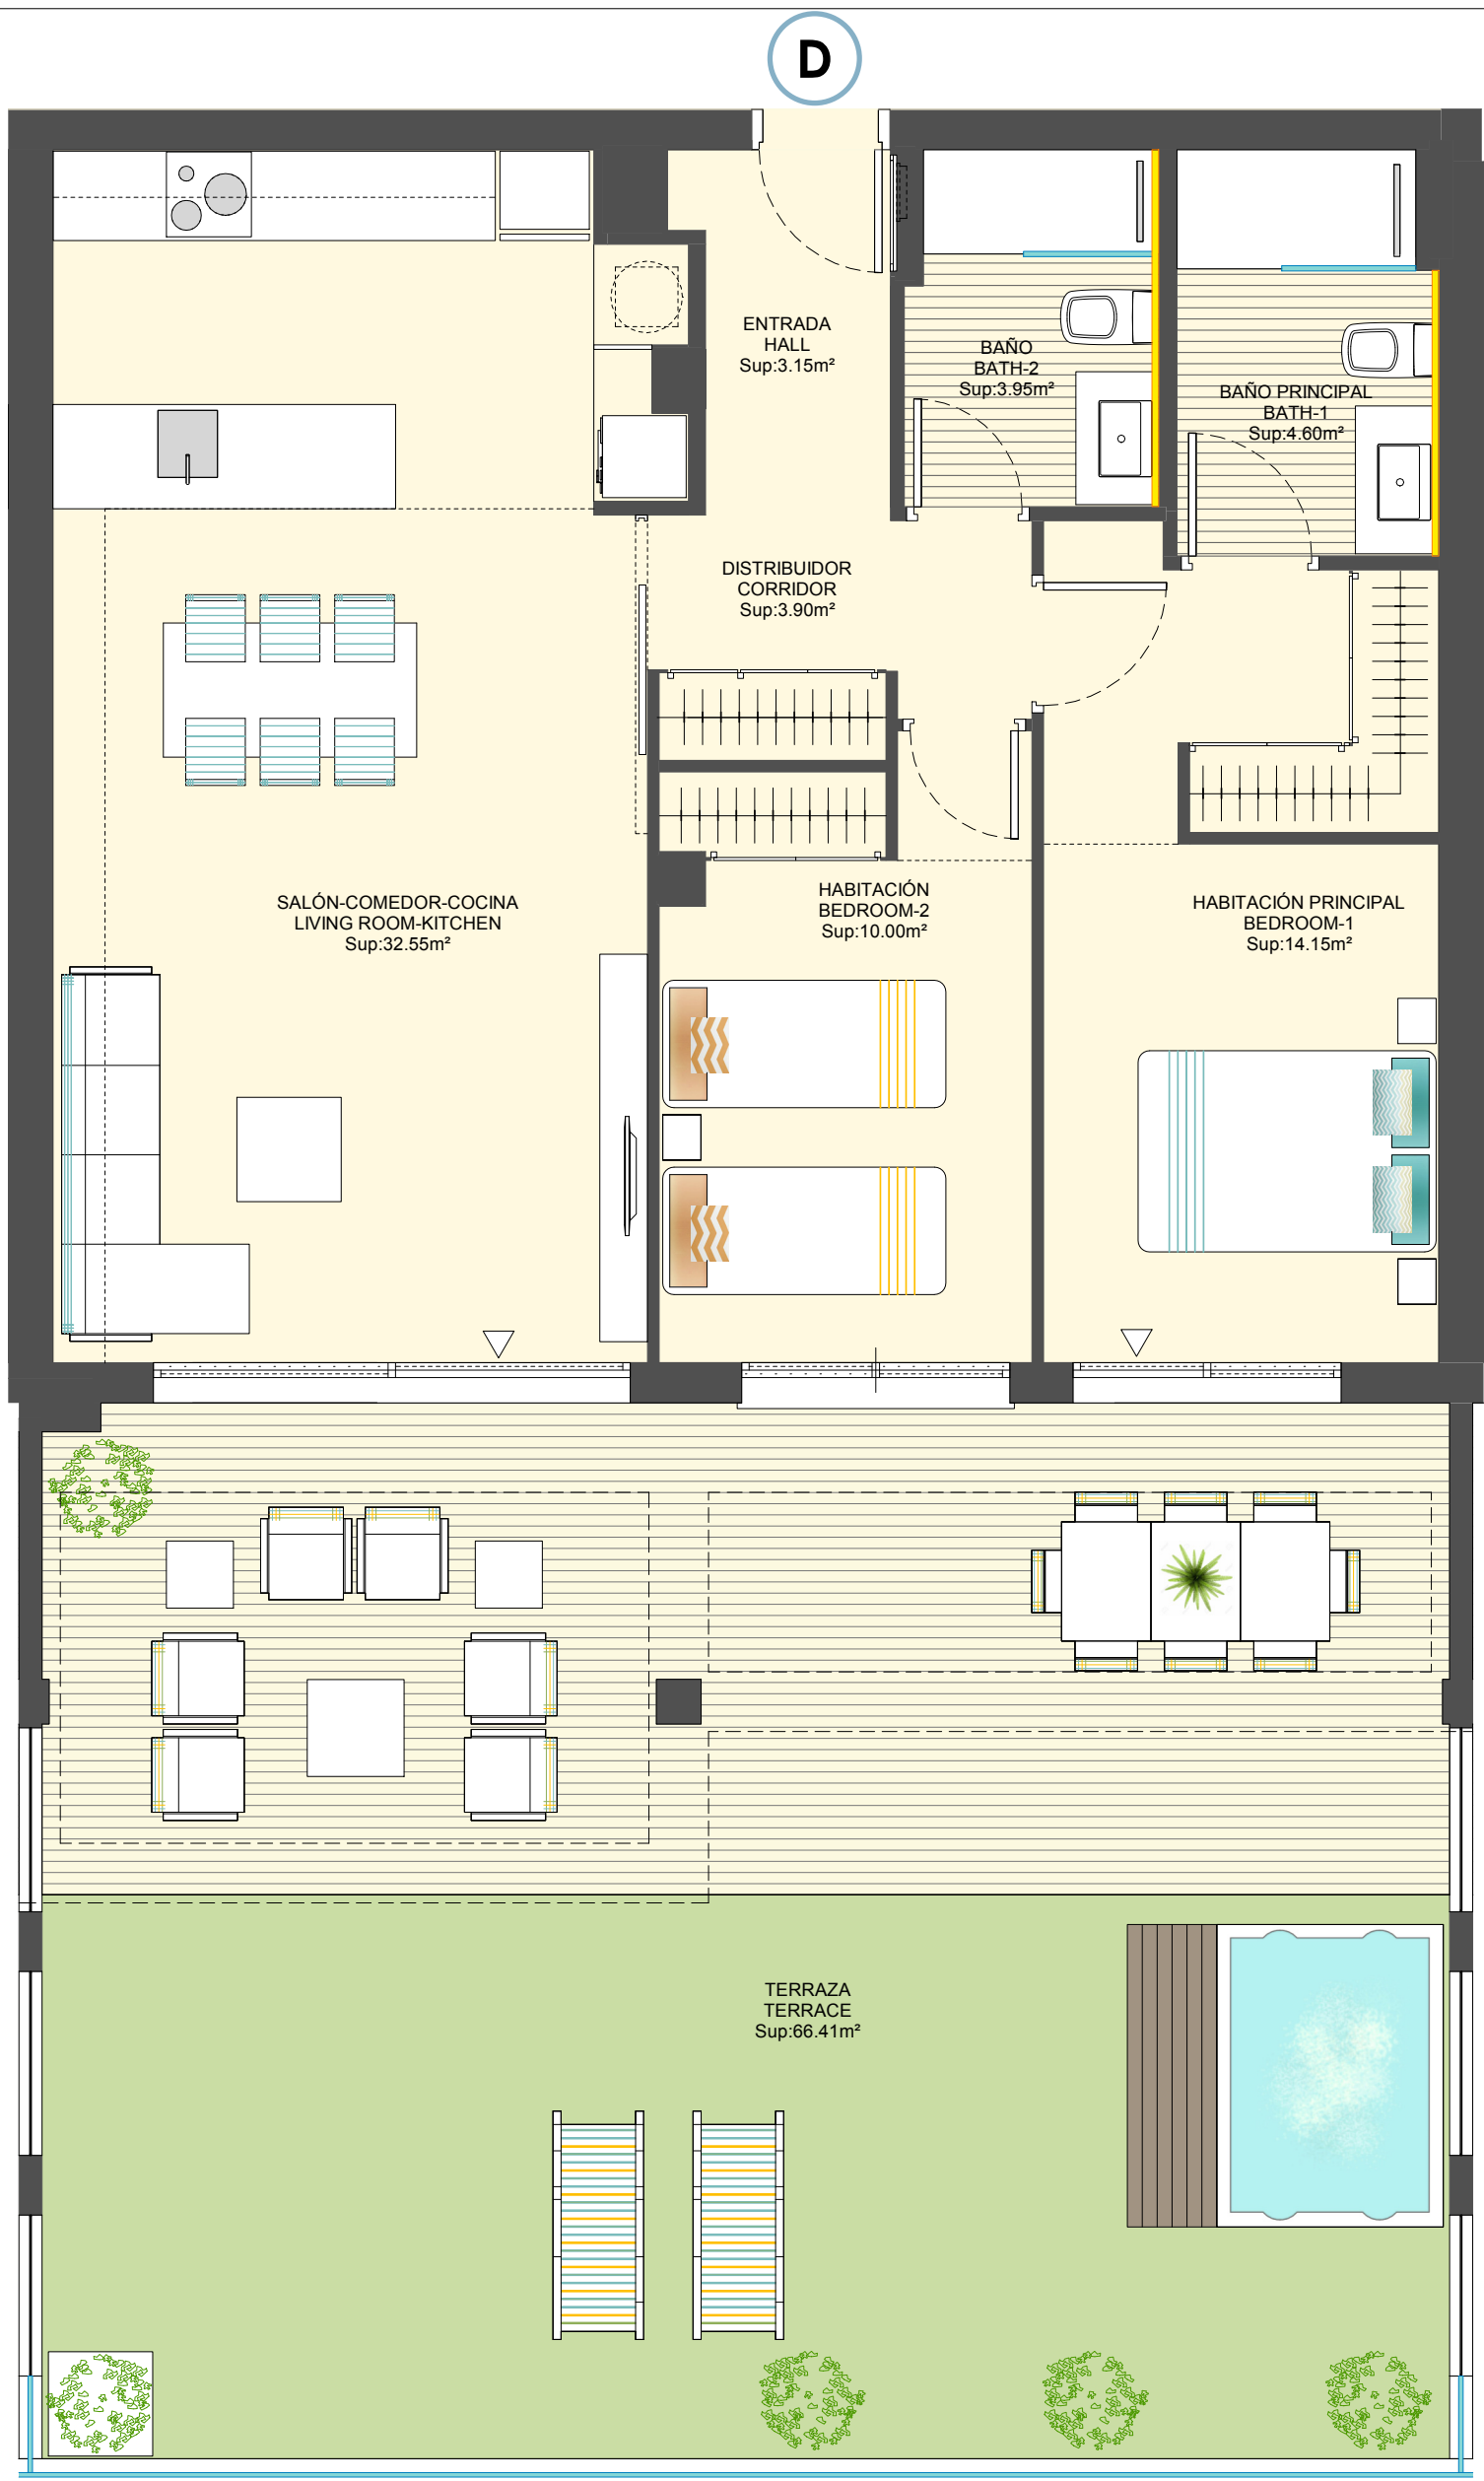 D
ENTRADA
HALL
Sup:3.15m²
BAÑO
BATH-2
Sup:3.95m²
BAÑO PRINCIPAL
BATH-1
Sup:4.60m²
DISTRIBUIDOR
CORRIDOR
Sup:3.90m²
SALÓN-COMEDOR-COCINA
LIVING ROOM-KITCHEN
Sup:32.55m²
HABITACIÓN
BEDROOM-2
Sup:10.00m²
HABITACIÓN PRINCIPAL
BEDROOM-1
Sup:14.15m²
TERRAZA
TERRACE
Sup:66.41m²